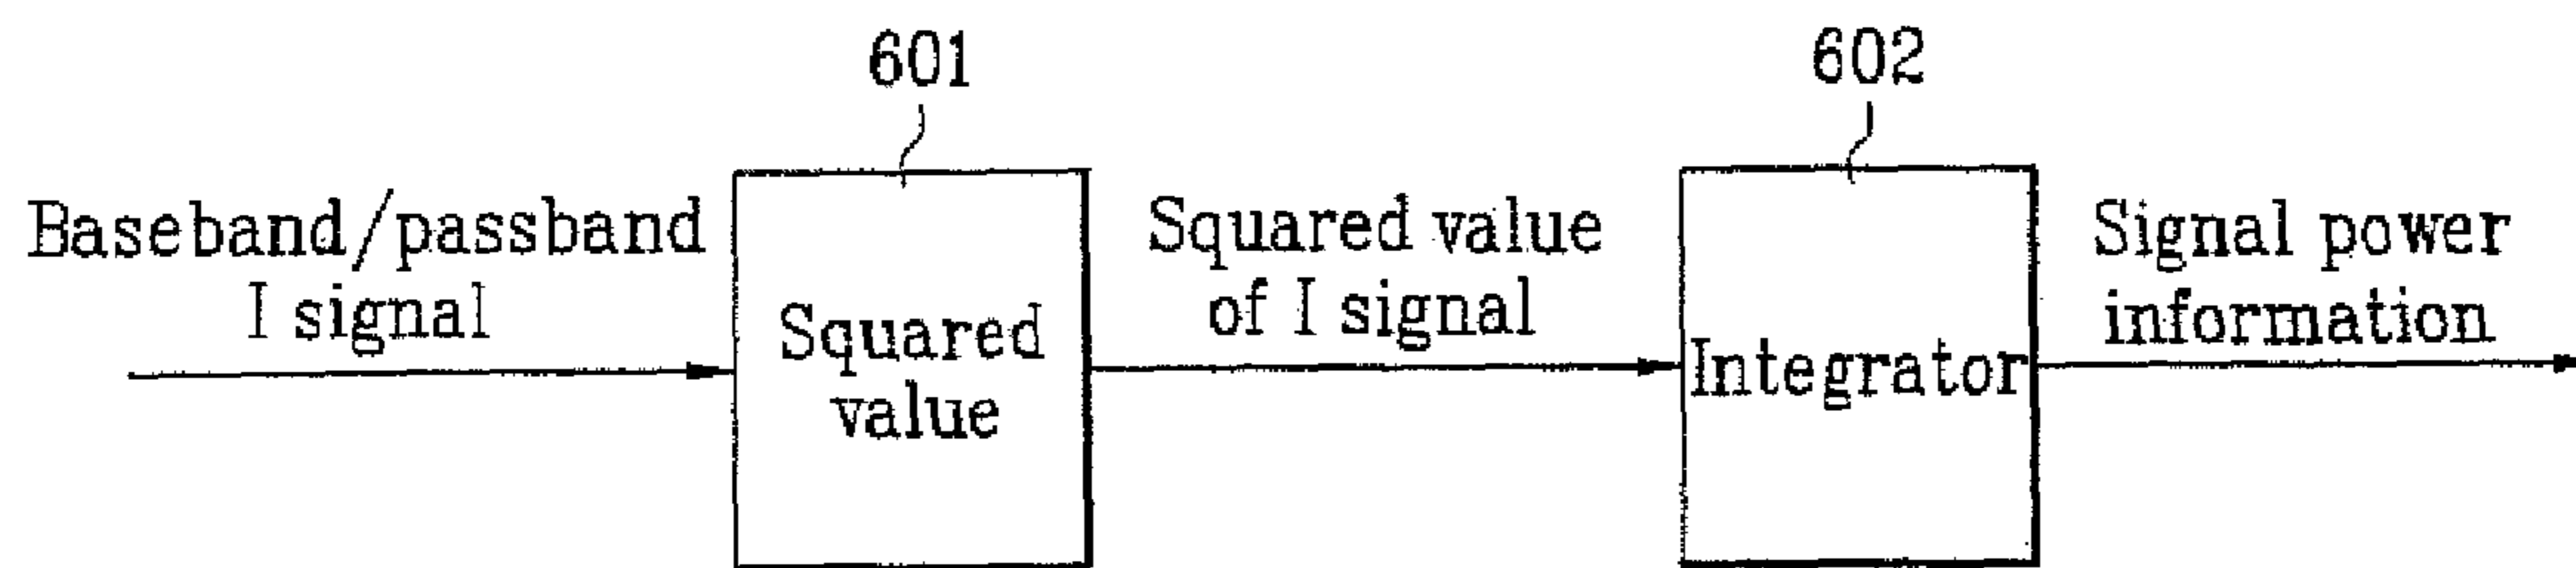 601
602
Baseband/passband
I signal
Squared
value
Squared value
of I signal
Integrator
Signal power
information